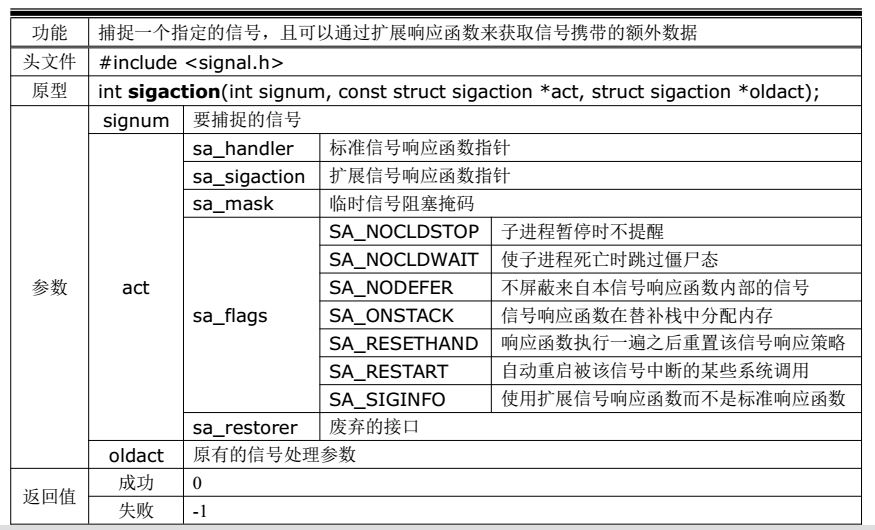 功能 捕捉一个指定的信号，且可以通过扩展响应函数来获取信号携带的额外数据
头文件 #include <signal.h>
原型 int sigaction(int signum, const struct sigaction *act, struct sigaction *oldact);
参数 signum 要捕捉的信号
act sa_handler 标准信号响应函数指针
sa_sigaction 扩展信号响应函数指针
sa_mask 临时信号阻塞掩码
sa_flags SA_NOCLDSTOP 子进程暂停时不提醒
SA_NOCLDWAIT 使子进程死亡时跳过僵尸态
SA_NODEFER 不屏蔽来自本信号响应函数内部的信号
SA_ONSTACK 信号响应函数在替补栈中分配内存
SA_RESETHAND 响应函数执行一遍之后重置该信号响应策略
SA_RESTART 自动重启被该信号中断的某些系统调用
SA_SIGINFO 使用扩展信号响应函数而不是标准响应函数
sa_restorer 废弃的接口
oldact 原有的信号处理参数
返回值 成功 0
失败 -1